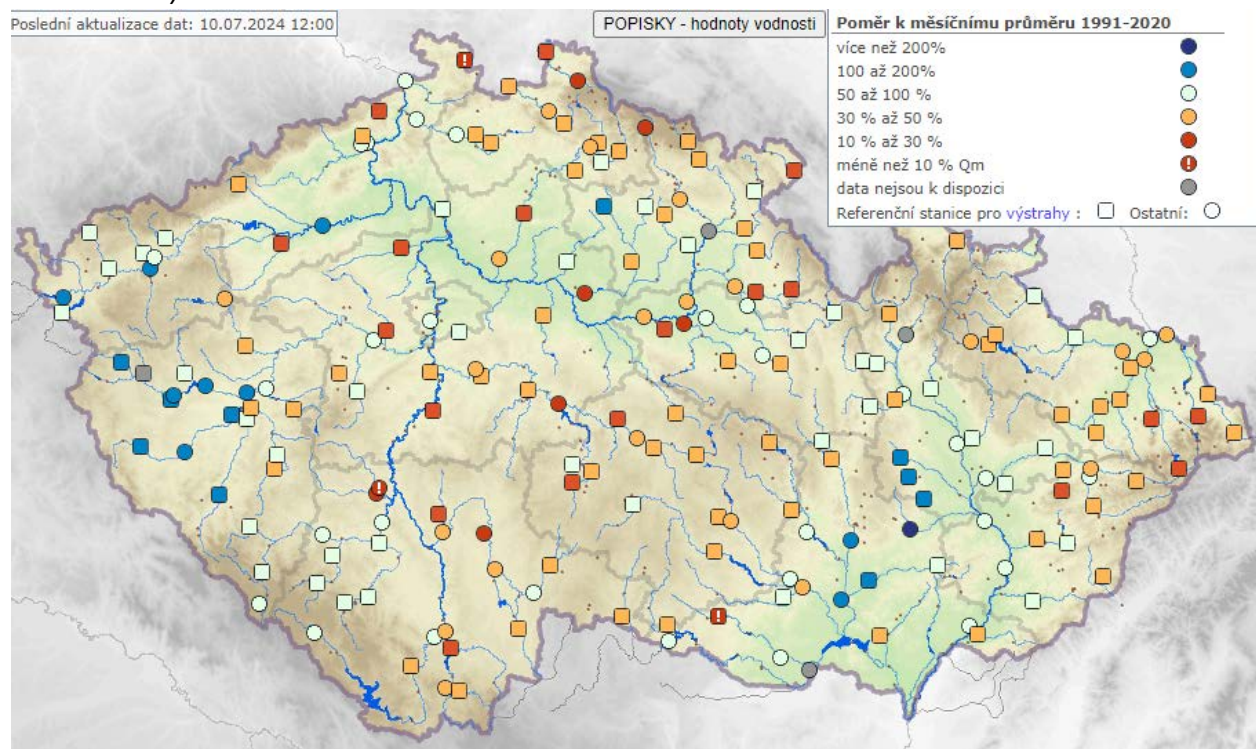 Poslední aktualizace dat: 10.07.2024 12:00
POPISKY - hodnoty vodnosti
Poměr k měsíčnímu průměru 1991-2020
více než 200%
100 až 200%
50 až 100 %
30 % až 50 %
10 % až 30 %
méně než 10 % Qm
data nejsou k dispozici
Referenční stanice pro výstrahy : Ostatní: